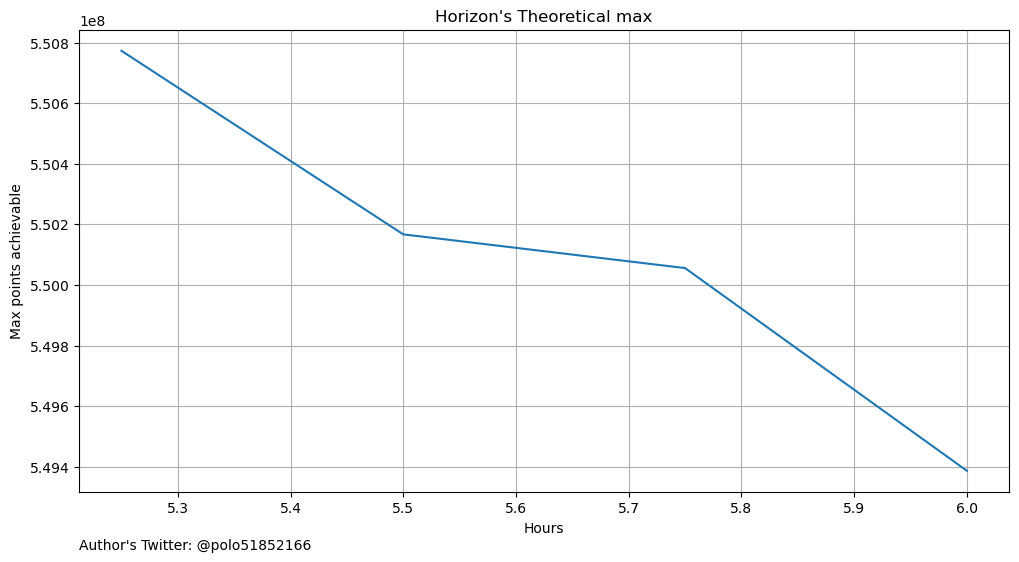 Horizon's Theoretical max
1e8
5.508
5.506
5.504
5.502
5.500
5.498
5.496
5.494
Max points achievable
5.3 5.4 5.5 5.6 5.7 5.8 5.9 6.0
Hours
Author's Twitter: @polo51852166